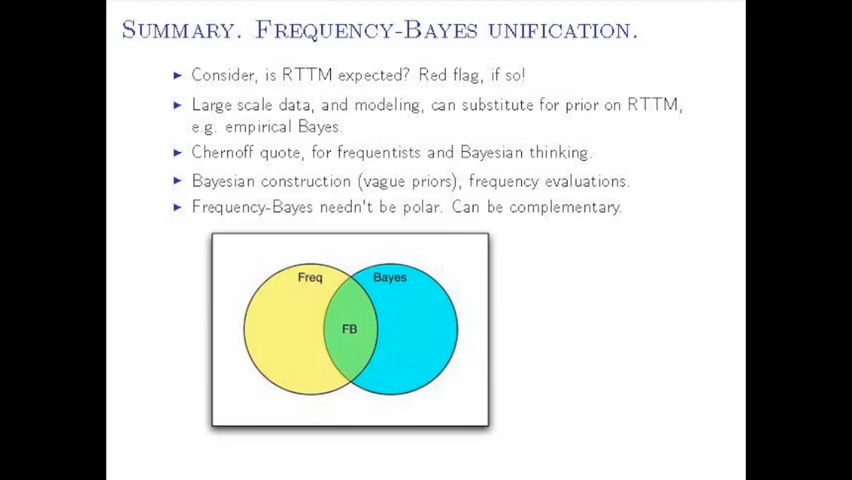 SUMMARY. FREQUENCY-BAYES UNIFICATION.
Consider, is RTTM expected? Red flag, if so!
Large scale data, and modeling, can substitute for prior on RTTM,
e.g. empirical Bayes.
Chernoff quote, for frequentists and Bayesian thinking.
Bayesian construction (vague priors), frequency evaluations.
Frequency-Bayes needn't be polar. Can be complementary.
Freq
Bayes
FB